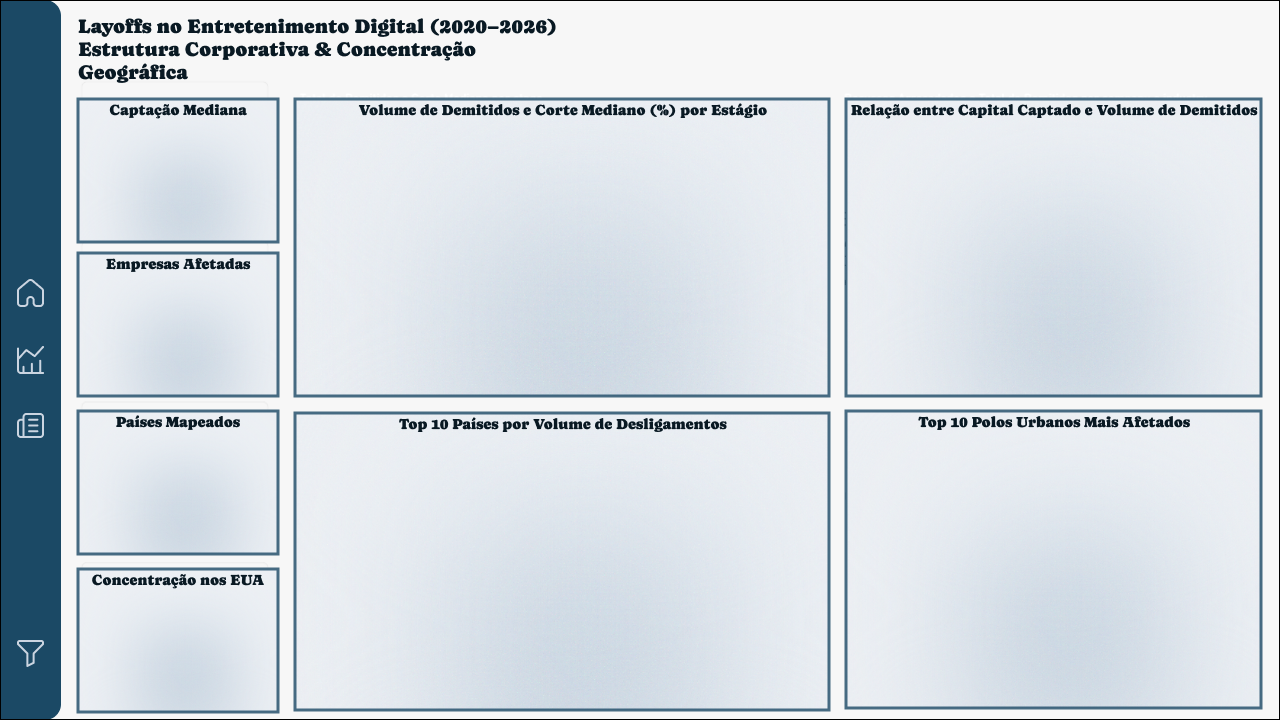 Layoffs no Entretenimento Digital (2020–2026)
Estrutura Corporativa & Concentração
Geográfica
Captação Mediana
Volume de Demitidos e Corte Mediano (%) por Estágio
Relação entre Capital Captado e Volume de Demitidos
Empresas Afetadas
Países Mapeados
Top 10 Países por Volume de Desligamentos
Top 10 Polos Urbanos Mais Afetados
Concentração nos EUA